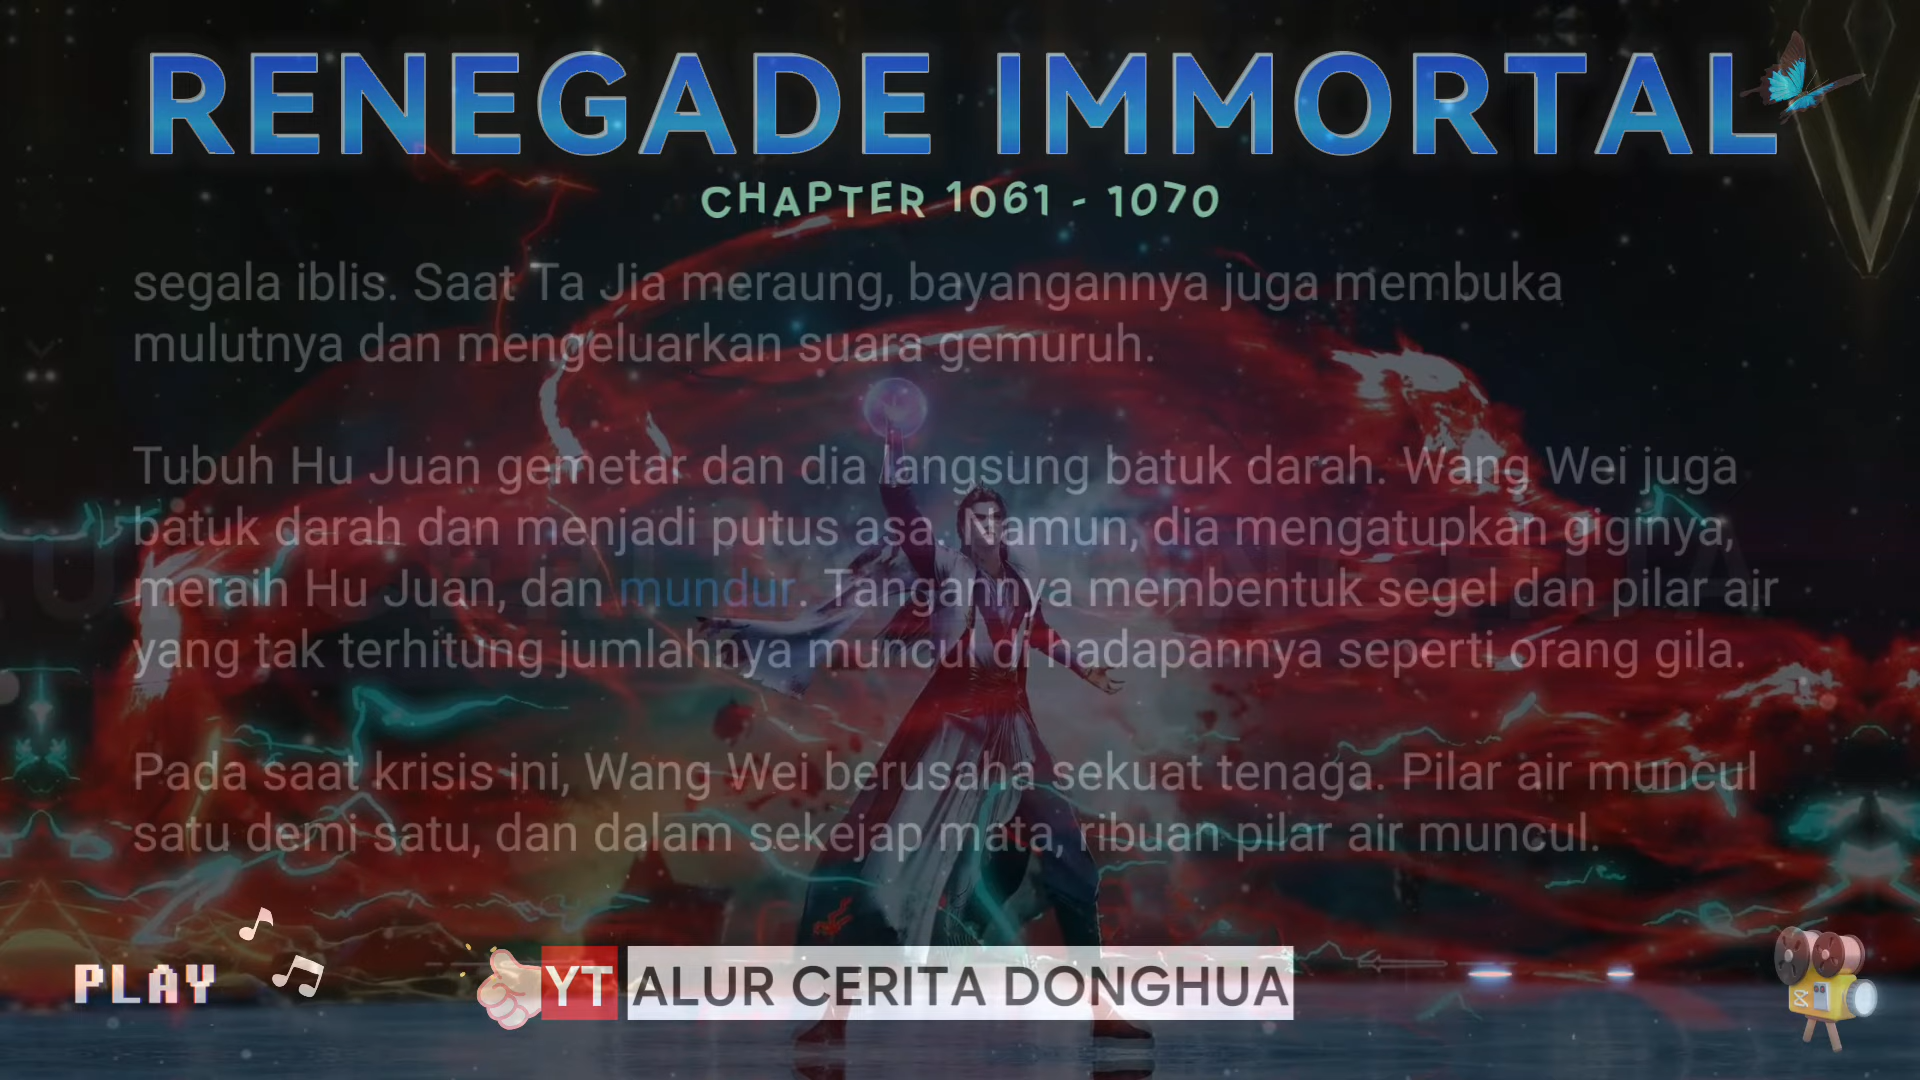 RENEGADE IMMORTAL
CHAPTER 1061 - 1070
segala iblis. Saat Ta Jia meraung, bayangannya juga membuka
mulutnya dan mengeluarkan suara gemuruh.
Tubuh Hu Juan gemetar dan dia langsung batuk darah. Wang Wei juga
batuk darah dan menjadi putus asa. Namun, dia mengatupkan giginya,
meraih Hu Juan, dan mundur. Tangannya membentuk segel dan pilar air
yang tak terhitung jumlahnya muncul di hadapannya seperti orang gila.
Pada saat krisis ini, Wang Wei berusaha sekuat tenaga. Pilar air muncul
satu demi satu, dan dalam sekejap mata, ribuan pilar air muncul.
PLAY
YT ALUR CERITA DONGHUA